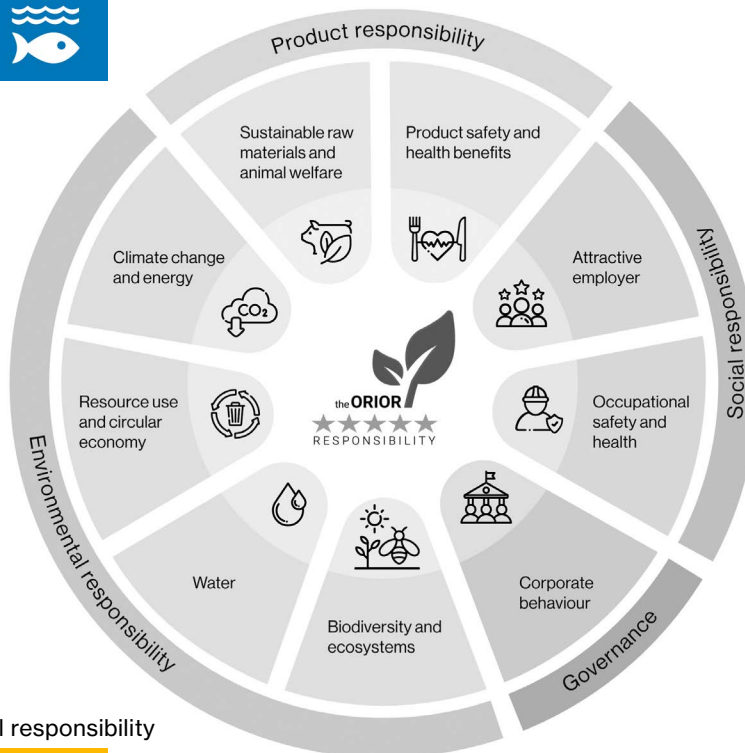 Product responsibility
Sustainable raw
materials and
animal welfare
Product safety and
health benefits
Climate change
and energy
CO₂
Attractive
employer
Social responsibility
Resource use
and circular
economy
the ORIOR
RESPONSIBILITY
Occupational
safety and
health
Environmental responsibility
Water
Biodiversity and
ecosystems
Corporate
behaviour
Governance
responsibility